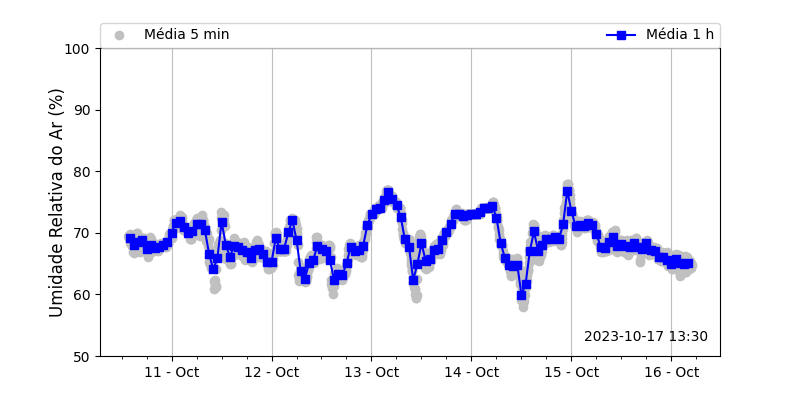 Média 5 min
Média 1 h
Umidade Relativa do Ar (%)
100
90
80
70
60
50
2023-10-17 13:30
11 - Oct
12 - Oct
13 - Oct
14 - Oct
15 - Oct
16 - Oct